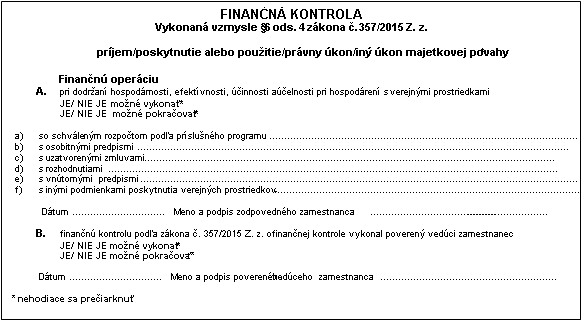 FINANČNÁ KONTROLA
Vykonaná vzmysle §6 ods. 4 zákona č. 357/2015 Z. z.
príjem/poskytnutie alebo použitie/právny úkon/iný úkon majetkovej povahy
Finančnú operáciu
A. pri dodržaní hospodárnosti, efektívnosti, účinnosti aúčelnosti pri hospodárení s verejnými prostriedkami
JE/ NIE JE možné vykonať*
JE/ NIE JE možné pokračovať*
a) so schváleným rozpočtom podľa príslušného programu ........................................
b) s osobitnými predpismi ........................................
c) s uzatvorenými zmluvami........................................
d) s rozhodnutiami ........................................
e) s vnútornými predpismi ........................................
f) s inými podmienkami poskytnutia verejných prostriedkov........................................
Dátum .............................. Meno a podpis zodpovedného zamestnanca ........................................
B. finančnú kontrolu podľa zákona č. 357/2015 Z. z. ofinančnej kontrole vykonal poverený vedúci zamestnanec
JE/ NIE JE možné vykonať*
JE/ NIE JE možné pokračovať*
Dátum .............................. Meno a podpis povereného vedúceho zamestnanca ........................................
* nehodiace sa prečiarknuť